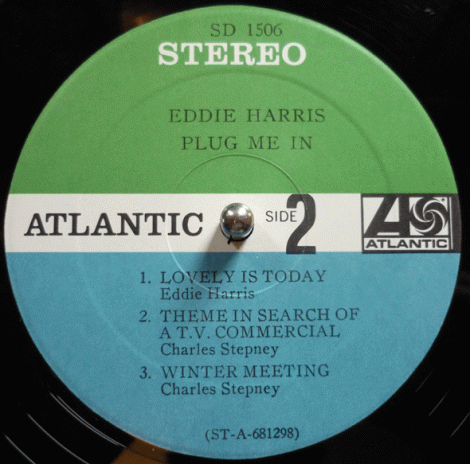 SD 1506
STEREO
EDDIE HARRIS
PLUG ME IN
ATLANTIC
SIDE 2
ATLANTIC
1. LOVELY IS TODAY
Eddie Harris
2. THEME IN SEARCH OF
A T.V. COMMERCIAL
Charles Stepney
3. WINTER MEETING
Charles Stepney
(ST-A-681298)